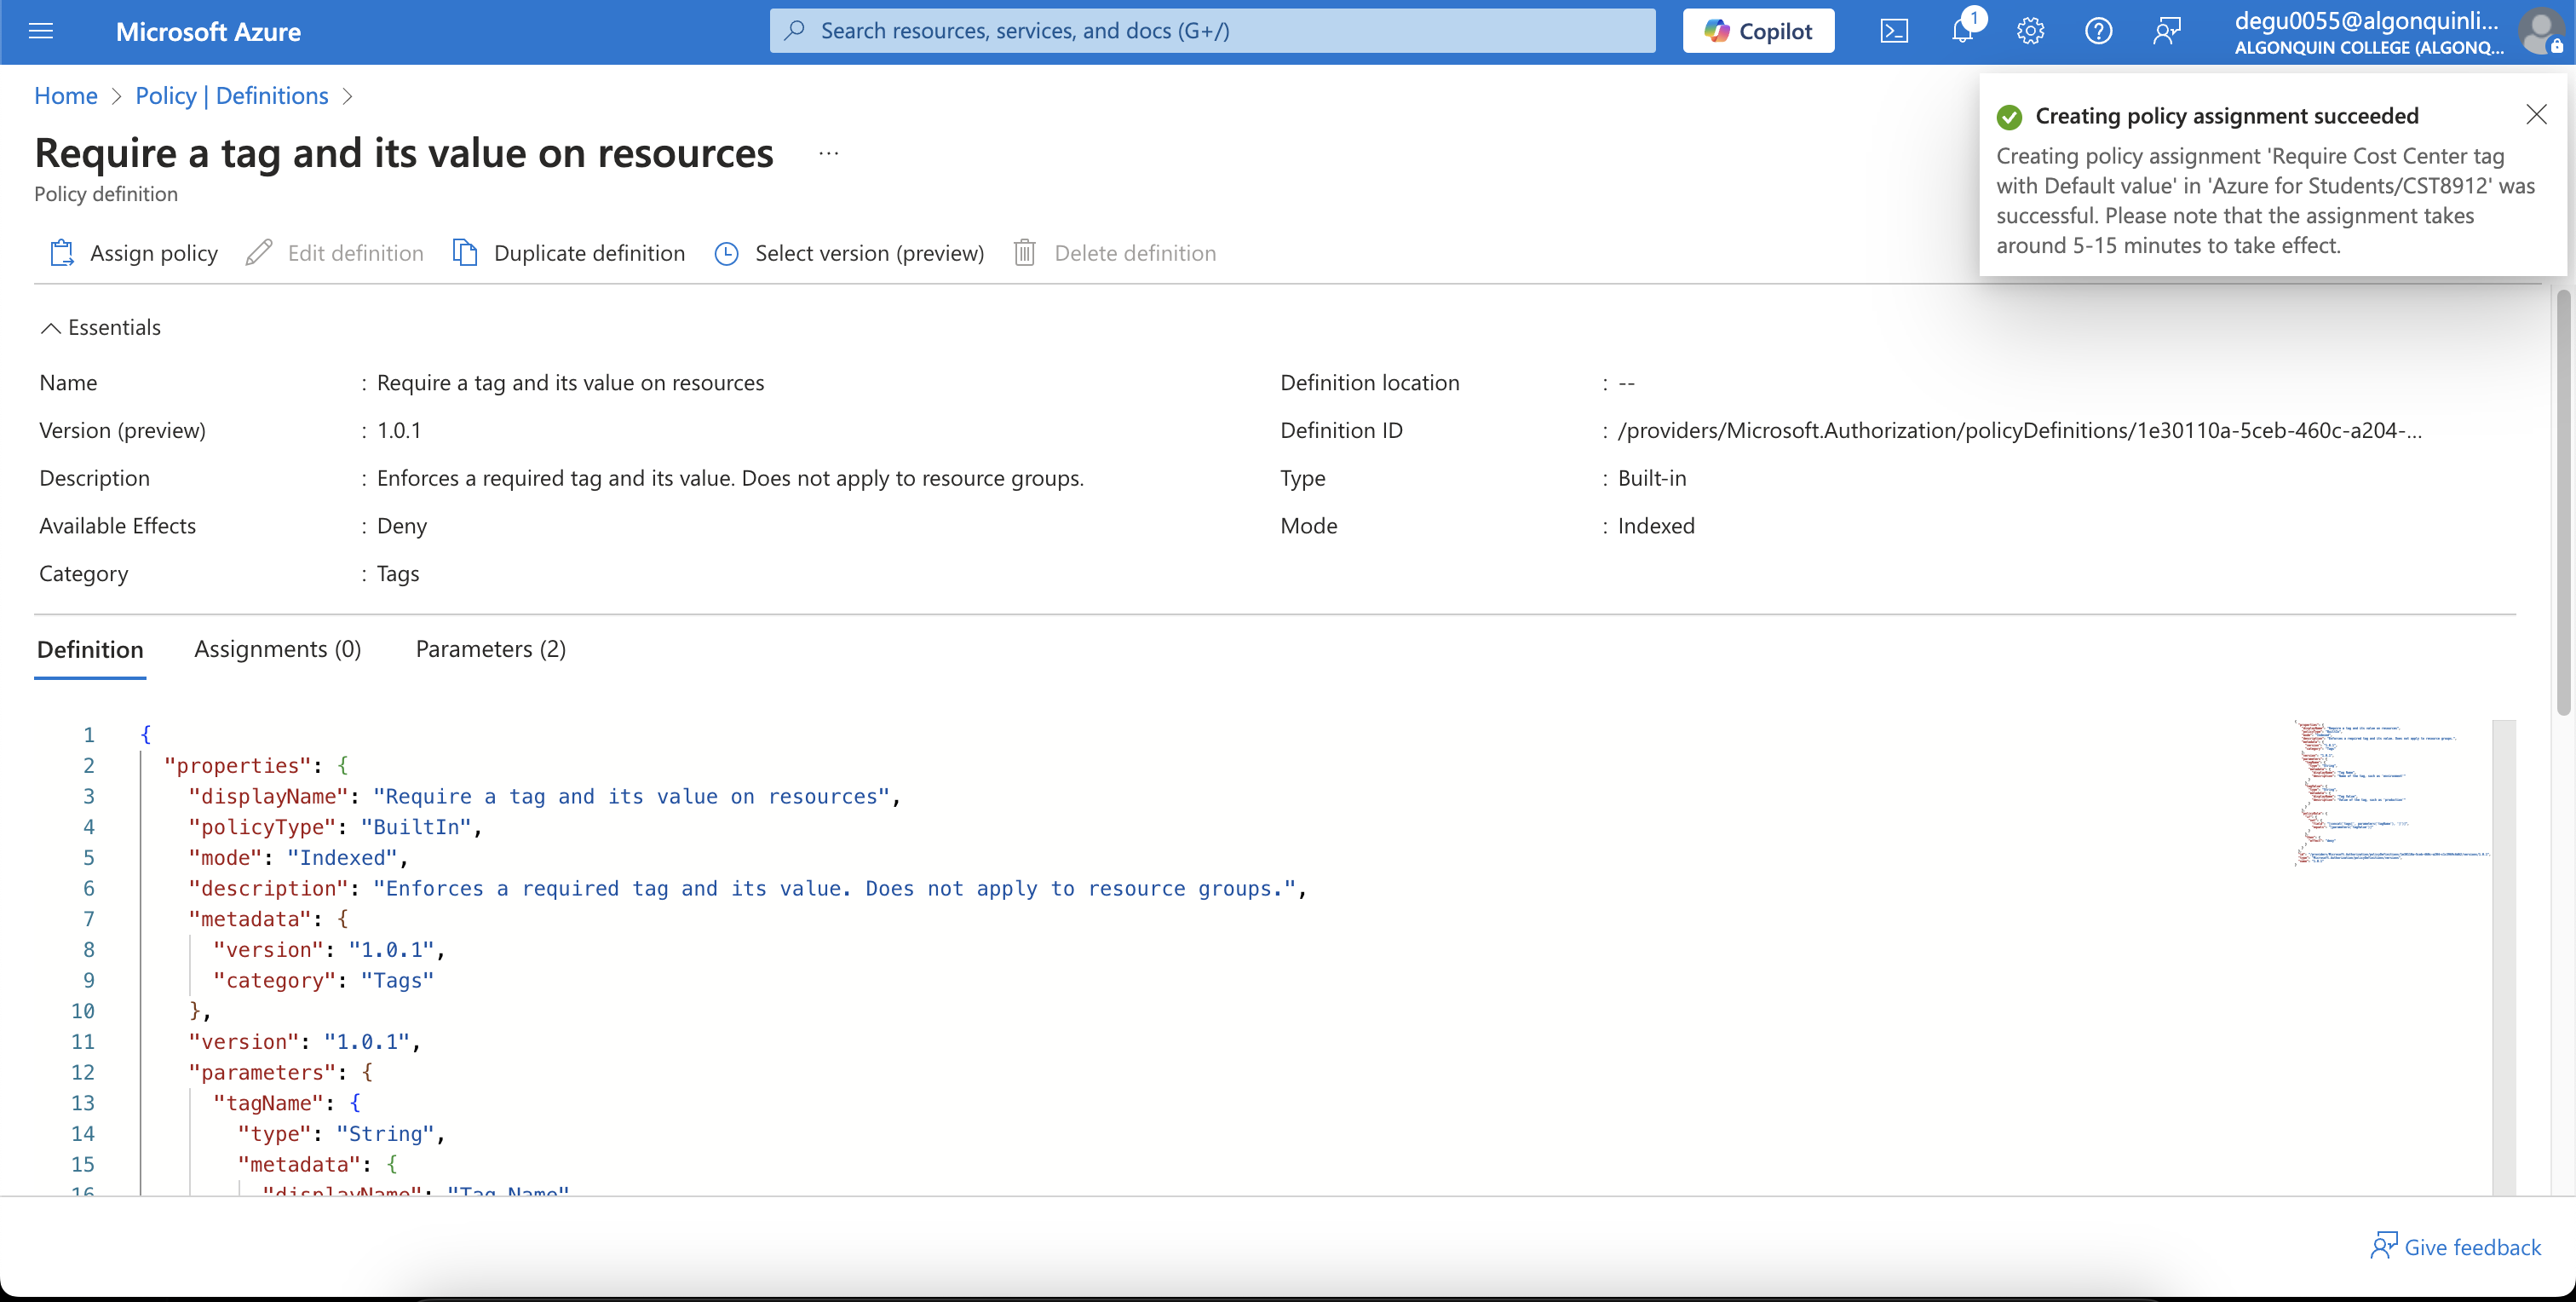 Microsoft Azure
Search resources, services, and docs (G+/)
Copilot
1
degu0055@algonquinli...
ALGONQUIN COLLEGE (ALGONQ...
Home > Policy | Definitions >
Creating policy assignment succeeded
Creating policy assignment 'Require Cost Center tag
with Default value' in 'Azure for Students/CST8912' was
successful. Please note that the assignment takes
around 5-15 minutes to take effect.
Require a tag and its value on resources ...
Policy definition
Assign policy Edit definition Duplicate definition Select version (preview) Delete definition
Essentials
Name : Require a tag and its value on resources
Definition location : --
Version (preview) : 1.0.1
Definition ID : /providers/Microsoft.Authorization/policyDefinitions/1e30110a-5ceb-460c-a204-...
Description : Enforces a required tag and its value. Does not apply to resource groups.
Type : Built-in
Available Effects : Deny
Mode : Indexed
Category : Tags
Definition Assignments (0) Parameters (2)
1 {
2 "properties": {
3 "displayName": "Require a tag and its value on resources",
4 "policyType": "BuiltIn",
5 "mode": "Indexed",
6 "description": "Enforces a required tag and its value. Does not apply to resource groups.",
7 "metadata": {
8 "version": "1.0.1",
9 "category": "Tags"
10 },
11 "version": "1.0.1",
12 "parameters": {
13 "tagName": {
14 "type": "String",
15 "metadata": {
16 "displayName": "Tag Name"
Give feedback